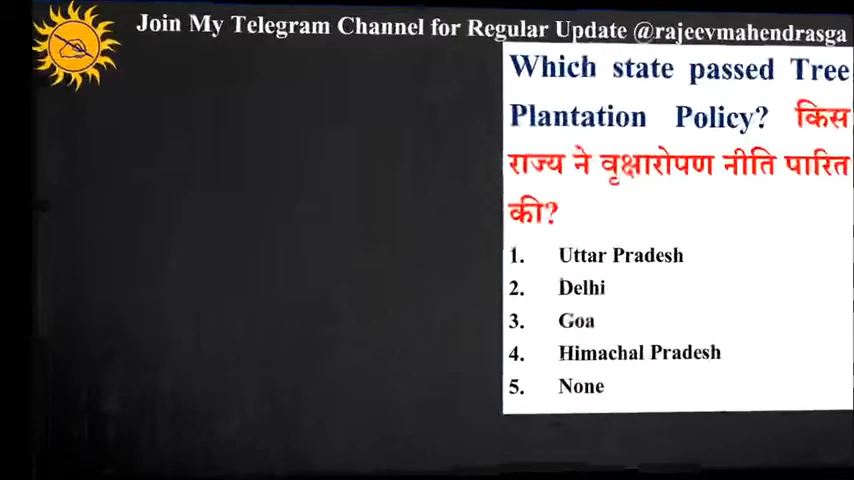 Join My Telegram Channel for Regular Update @rajeevmahendrasga
Which state passed Tree
Plantation Policy? किस
राज्य ने वृक्षारोपण नीति पारित
की?
1. Uttar Pradesh
2. Delhi
3. Goa
4. Himachal Pradesh
5. None